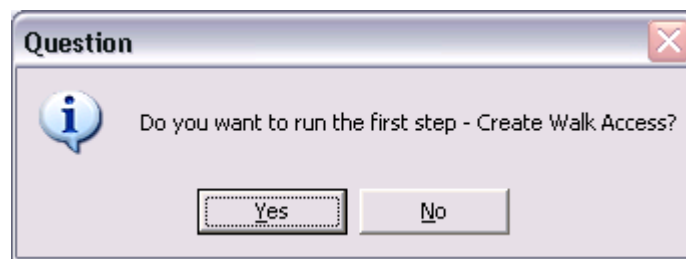 Question
Do you want to run the first step - Create Walk Access?
Yes
No